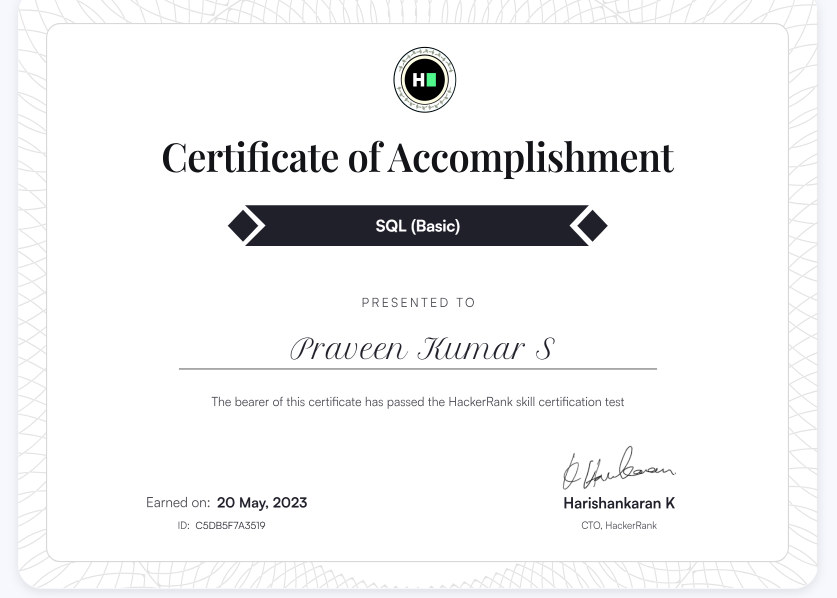 H
Certificate of Accomplishment
SQL (Basic)
PRESENTED TO
Praveen Kumar S
The bearer of this certificate has passed the HackerRank skill certification test
Earned on: 20 May, 2023
ID: C5DB5F7A3519
Harishankaran K
CTO, HackerRank